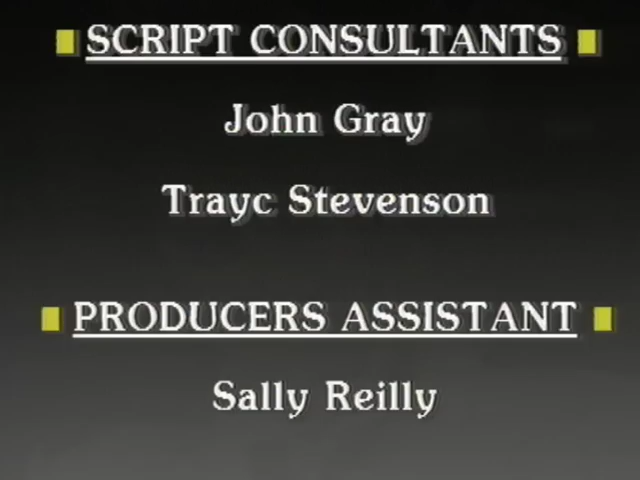 SCRIPT CONSULTANTS
John Gray
Trayc Stevenson
PRODUCERS ASSISTANT
Sally Reilly